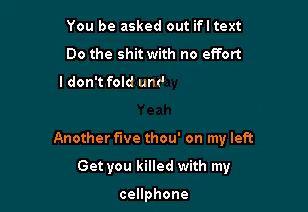 You be asked out if I text
Do the shit with no effort
I don't fold
Yeah
Another five thou' on my left
Get you killed with my
cellphone